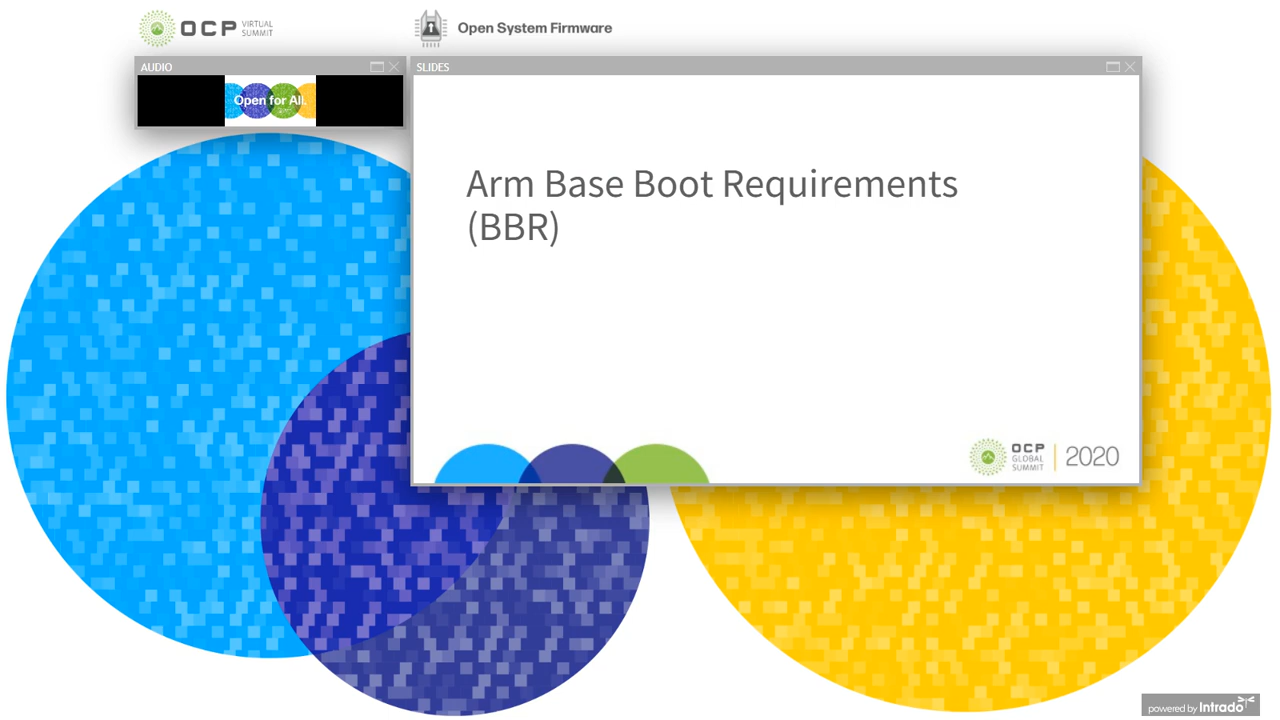 OCP VIRTUAL SUMMIT
Open System Firmware
AUDIO
Open for All.
SLIDES
Arm Base Boot Requirements
(BBR)
OCP
GLOBAL
SUMMIT
2020
powered by Intrado